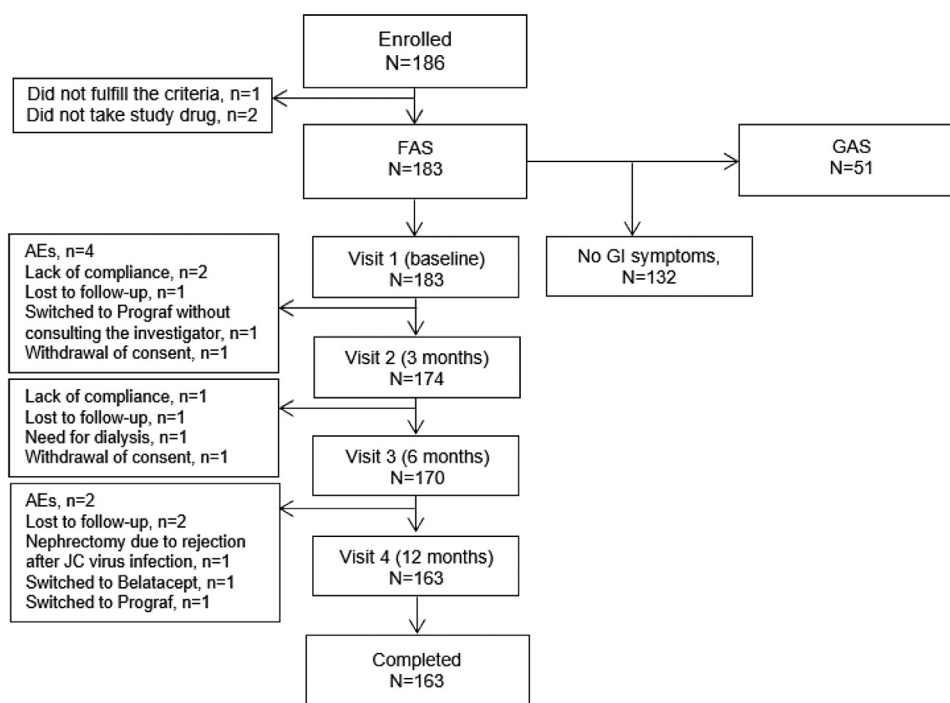 Enrolled
N=186
Did not fulfill the criteria, n=1
Did not take study drug, n=2
FAS
N=183
GAS
N=51
No GI symptoms,
N=132
Visit 1 (baseline)
N=183
AEs, n=4
Lack of compliance, n=2
Lost to follow-up, n=1
Switched to Prograf without
consulting the investigator, n=1
Withdrawal of consent, n=1
Visit 2 (3 months)
N=174
Lack of compliance, n=1
Lost to follow-up, n=1
Need for dialysis, n=1
Withdrawal of consent, n=1
Visit 3 (6 months)
N=170
AEs, n=2
Lost to follow-up, n=2
Nephrectomy due to rejection
after JC virus infection, n=1
Switched to Belatacept, n=1
Switched to Prograf, n=1
Visit 4 (12 months)
N=163
Completed
N=163